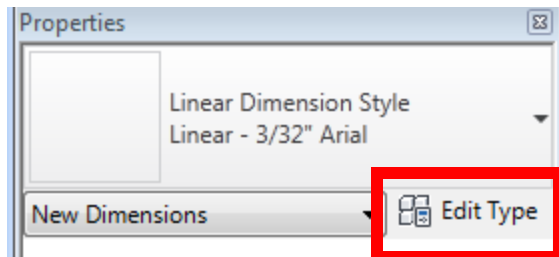 Properties
Linear Dimension Style
Linear - 3/32" Arial
New Dimensions
Edit Type